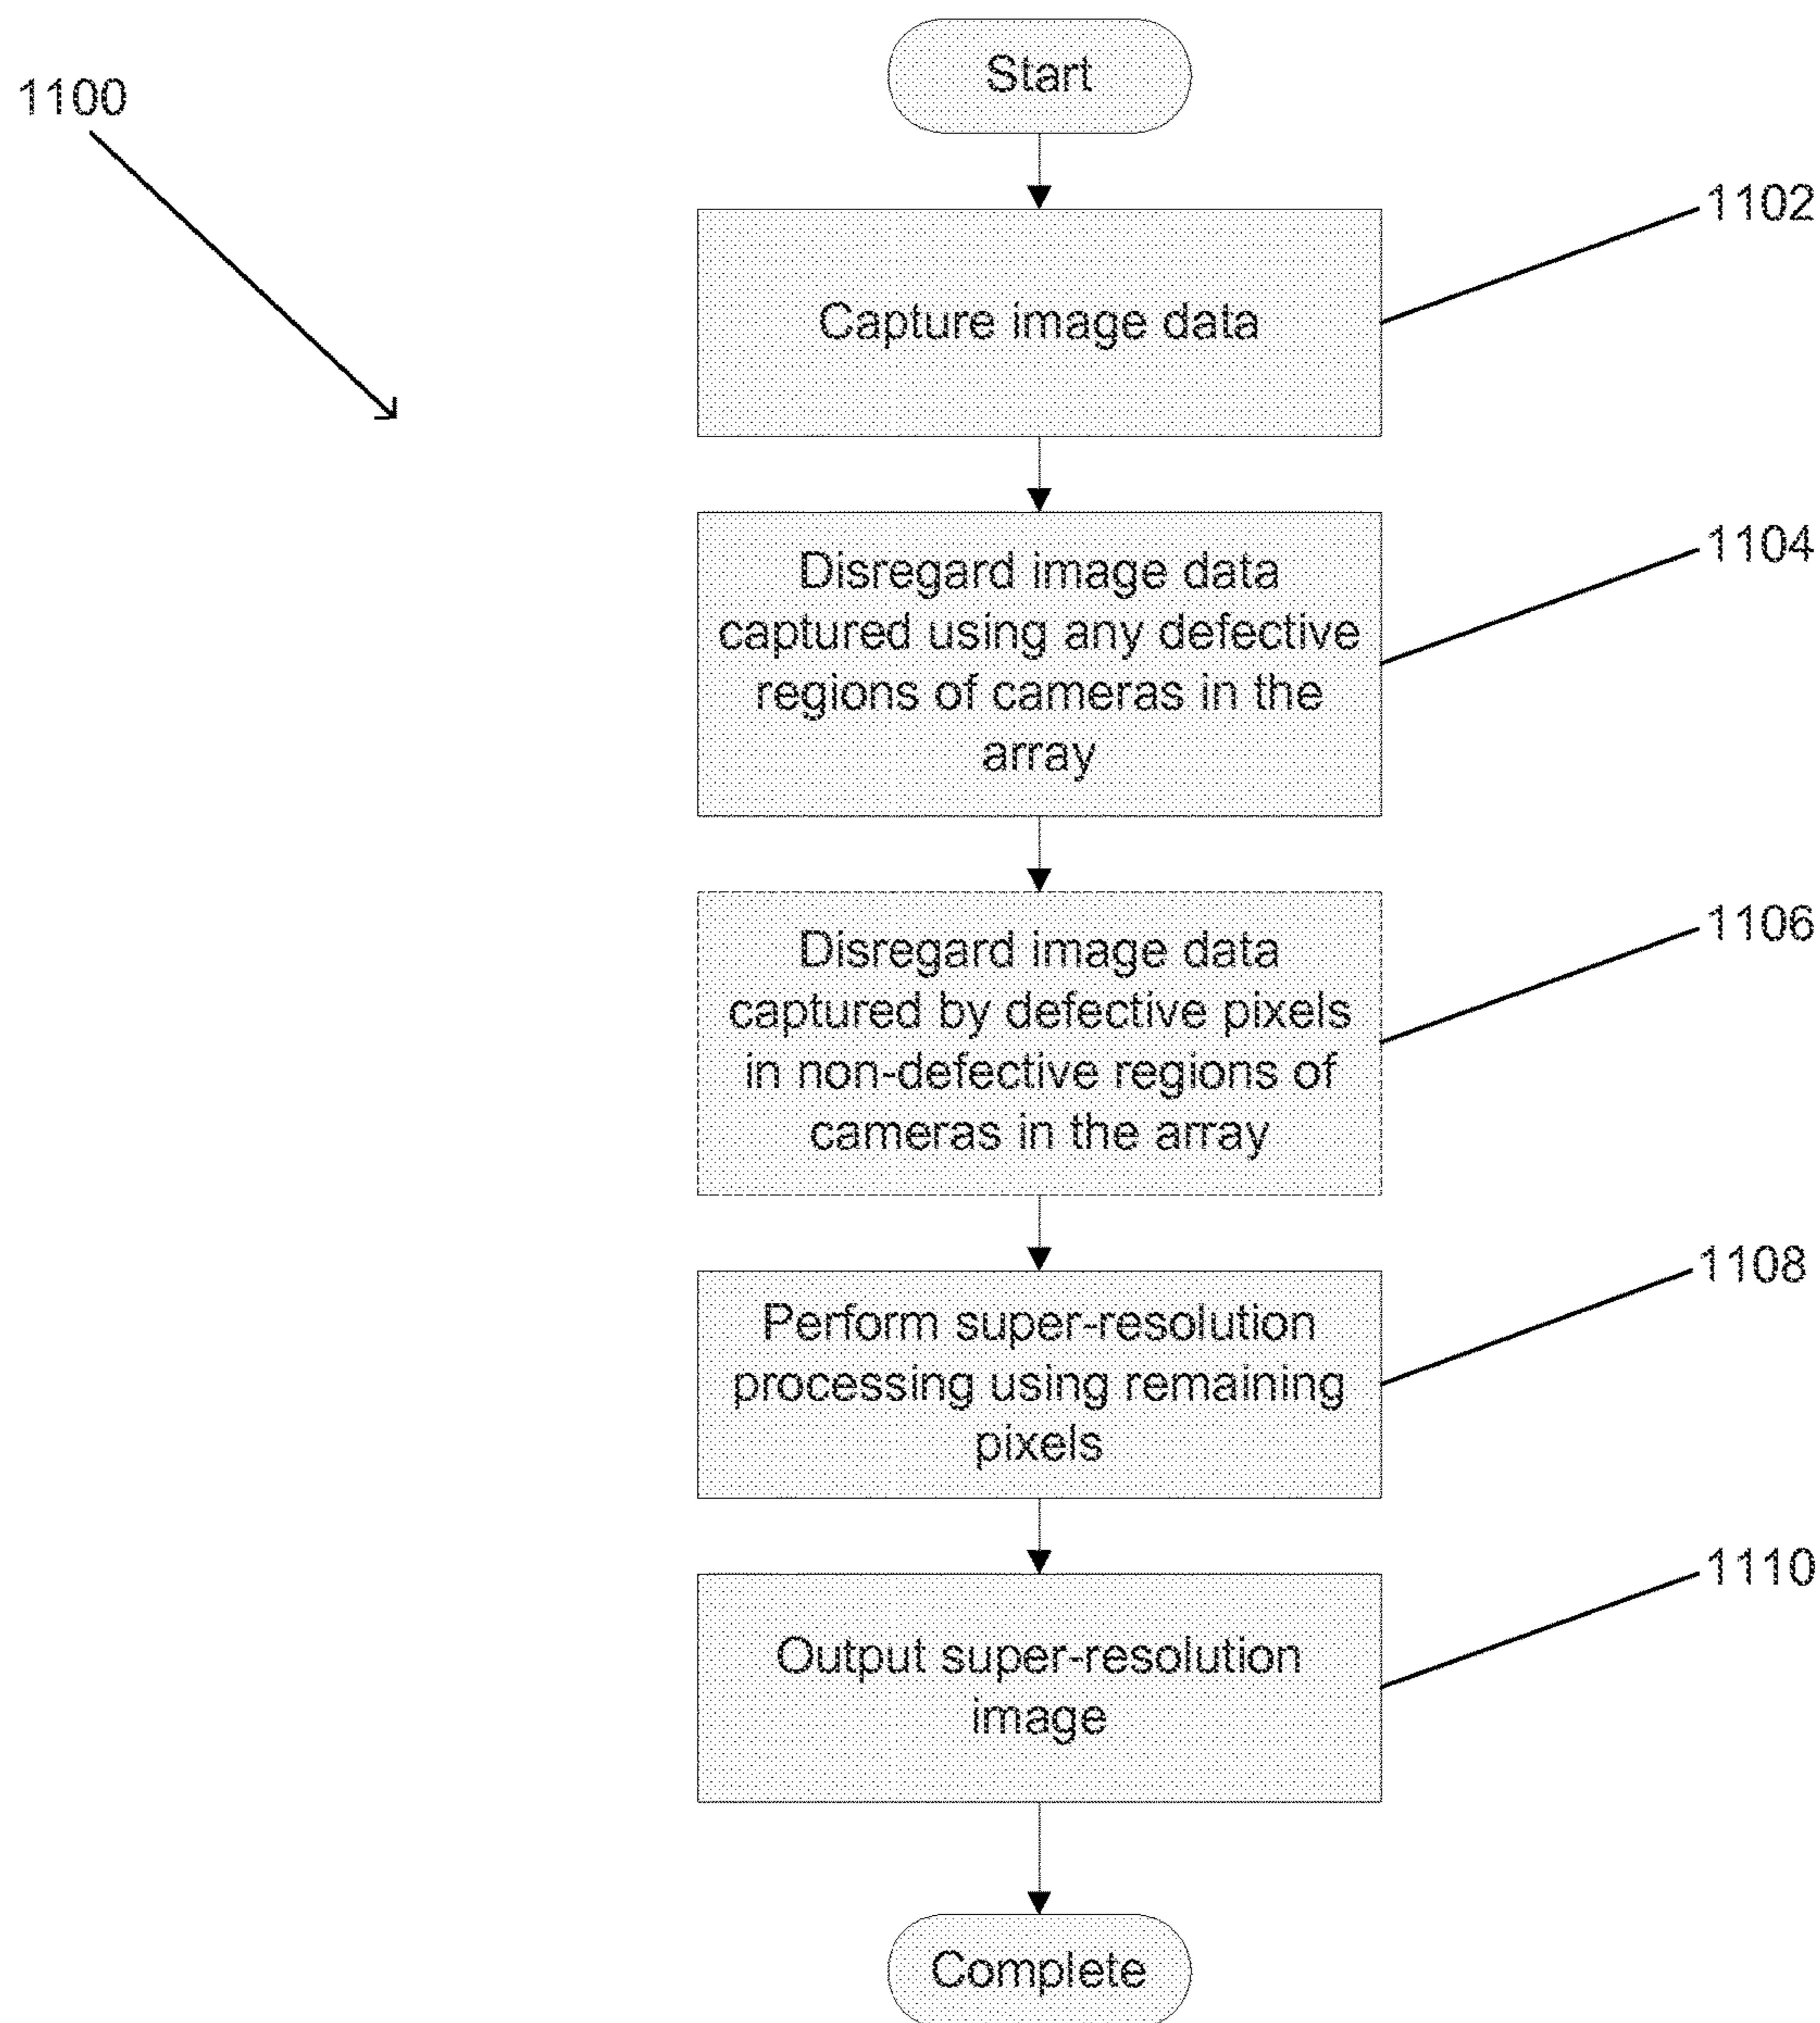 Start
1100
1102
Capture image data
1104
Disregard image data
captured using any defective
regions of cameras in the
array
1106
Disregard image data
captured by defective pixels
in non-defective regions of
cameras in the array
1108
Perform super-resolution
processing using remaining
pixels
1110
Output super-resolution
image
Complete